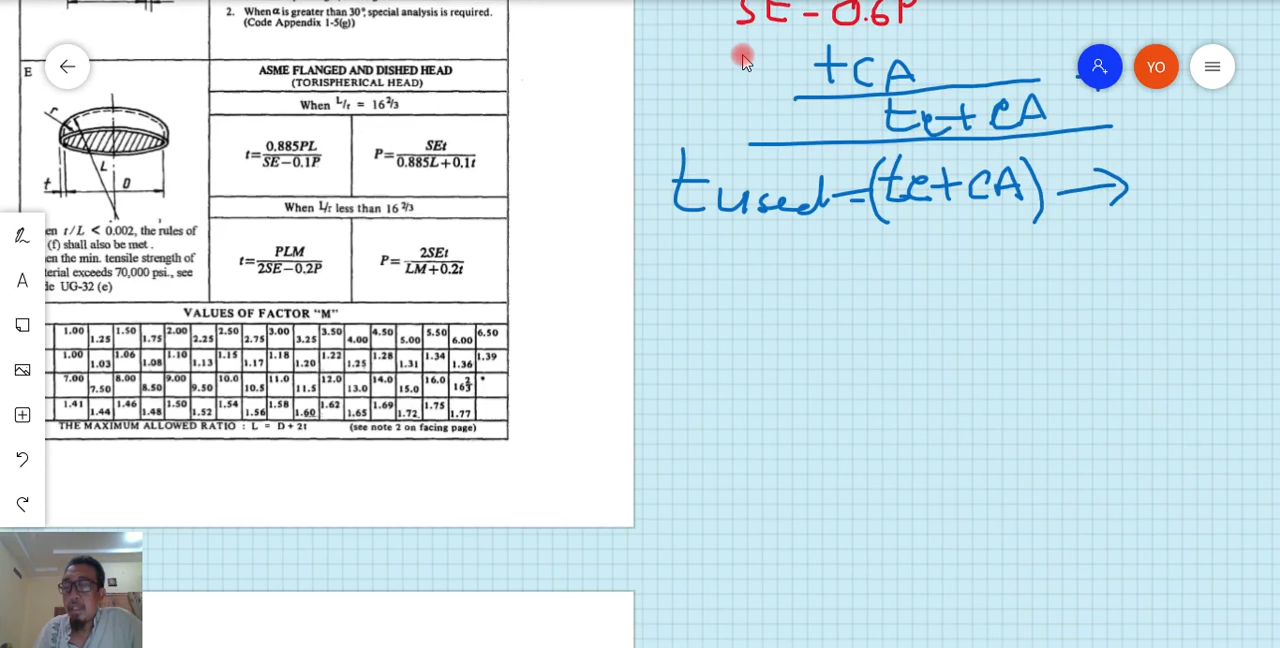 2. When α is greater than 30°, special analysis is required.
(Code Appendix 1-5(g))
E
ASME FLANGED AND DISHED HEAD
(TORISPHERICAL HEAD)
When L/r = 16 2/3
t= 0.885PL / SE−0.1P
P= SEt / 0.885L+0.1t
r
L
t
D
When L/r less than 16 2/3
t= PLM / 2SE−0.2P
P= 2SEt / LM+0.2t
en t/L < 0.002, the rules of
(f) shall also be met.
en the min. tensile strength of
terial exceeds 70,000 psi., see
le UG-32 (e)
VALUES OF FACTOR "M"
1.00 1.25 1.50 1.75 2.00 2.25 2.50 2.75 3.00 3.25 3.50 4.00 4.50 5.00 5.50 6.00 6.50
1.00 1.03 1.06 1.08 1.10 1.13 1.15 1.17 1.18 1.20 1.22 1.25 1.28 1.31 1.34 1.36 1.39
7.00 7.50 8.00 8.50 9.00 9.50 10.0 10.5 11.0 11.5 12.0 13.0 14.0 15.0 16.0 16 2/3 *
1.41 1.44 1.46 1.48 1.50 1.52 1.54 1.56 1.58 1.60 1.62 1.65 1.69 1.72 1.75 1.77
THE MAXIMUM ALLOWED RATIO : L = D + 2t (see note 2 on facing page)
SE - 0.6P
+CA
tc+CA
t used = (tc+CA) →
YO
A